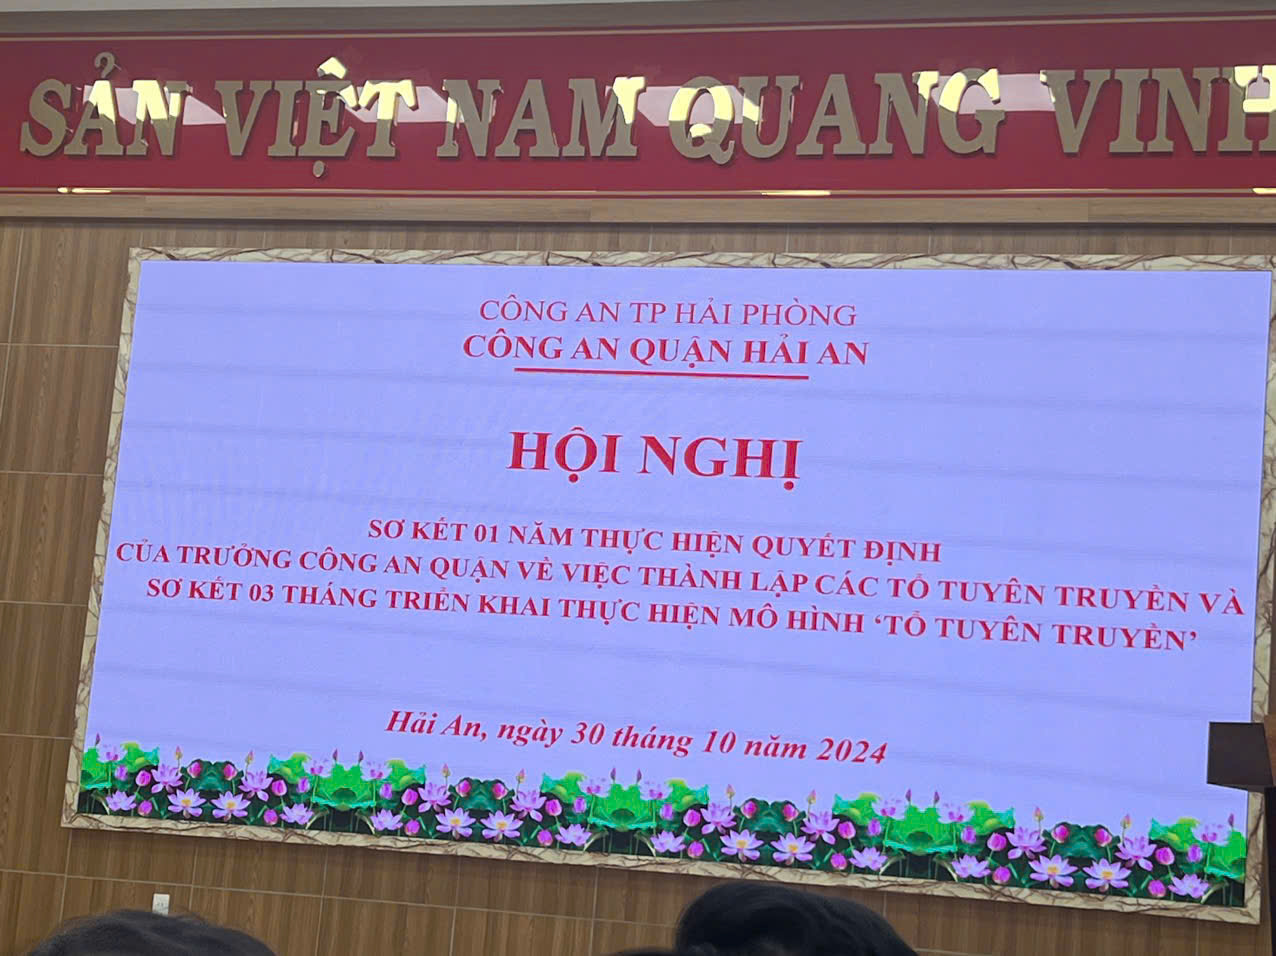 SẢN VIỆT NAM QUANG VINH
CÔNG AN TP HẢI PHÒNG
CÔNG AN QUẬN HẢI AN
HỘI NGHỊ
SƠ KẾT 01 NĂM THỰC HIỆN QUYẾT ĐỊNH
CỦA TRƯỞNG CÔNG AN QUẬN VỀ VIỆC THÀNH LẬP CÁC TỔ TUYÊN TRUYỀN VÀ
SƠ KẾT 03 THÁNG TRIỂN KHAI THỰC HIỆN MÔ HÌNH ‘TỔ TUYÊN TRUYỀN’
Hải An, ngày 30 tháng 10 năm 2024